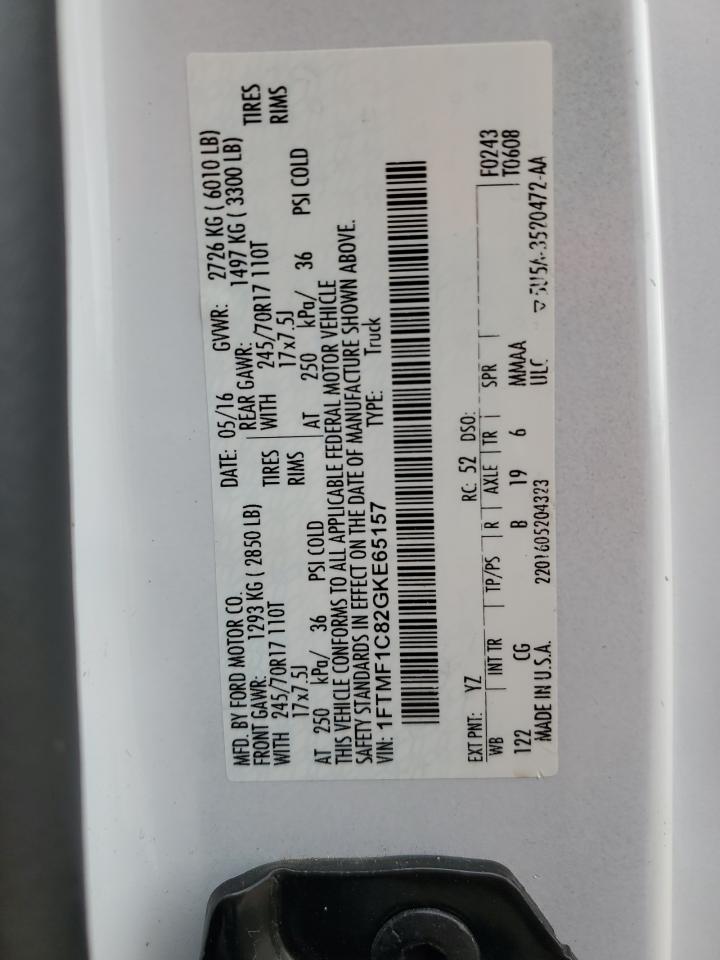 MFD. BY FORD MOTOR CO.
DATE: 05/16 GVWR: 2726 KG ( 6010 LB)
FRONT GAWR: 1293 KG ( 2850 LB) REAR GAWR: 1497 KG ( 3300 LB)
WITH 245/70R17 110T TIRES WITH 245/70R17 110T TIRES
17x7.5J RIMS 17x7.5J RIMS
AT 250 kPa/ 36 PSI COLD AT 250 kPa/ 36 PSI COLD
THIS VEHICLE CONFORMS TO ALL APPLICABLE FEDERAL MOTOR VEHICLE
SAFETY STANDARDS IN EFFECT ON THE DATE OF MANUFACTURE SHOWN ABOVE.
VIN: 1FTMF1C82GKE65157 TYPE: Truck
EXT PNT: YZ RC: 52 DSO: F0243
WB INT TR TP/PS R AXLE TR SPR T0608
122 CG B 19 6 MMAA
MADE IN U.S.A. 2201605204323 ULC 5U5A-3520472-AA